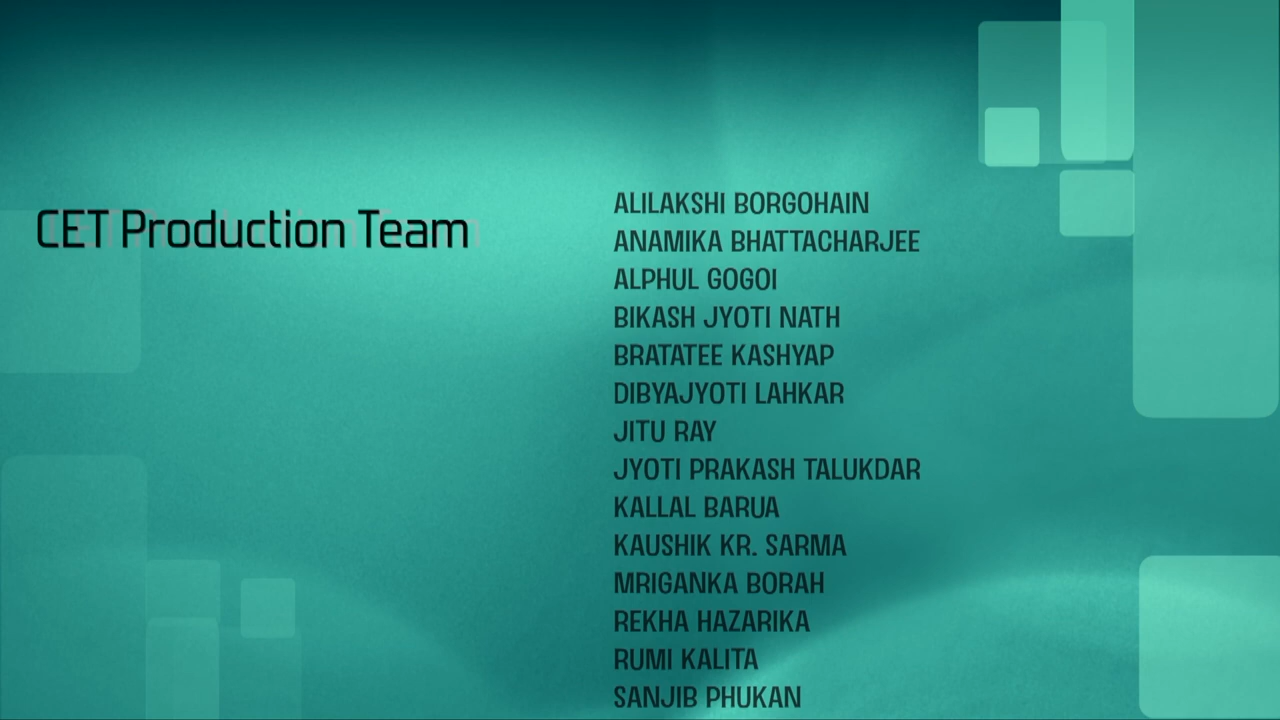 CET Production Team
ALILAKSHI BORGOHAIN
ANAMIKA BHATTACHARJEE
ALPHUL GOGOI
BIKASH JYOTI NATH
BRATATEE KASHYAP
DIBYAJYOTI LAHKAR
JITU RAY
JYOTI PRAKASH TALUKDAR
KALLAL BARUA
KAUSHIK KR. SARMA
MRIGANKA BORAH
REKHA HAZARIKA
RUMI KALITA
SANJIB PHUKAN